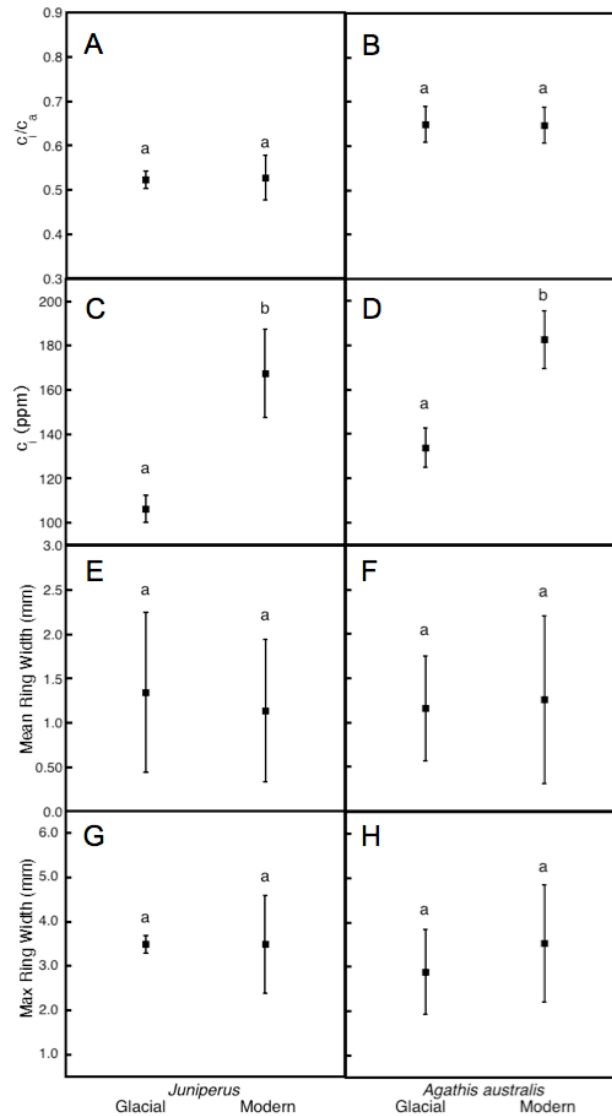 A
B
0.9
0.8
0.7
0.6
0.5
0.4
0.3
c_i/c_a
a
a
a
a
C
D
200
180
160
140
120
100
c_i (ppm)
a
b
a
b
E
F
3.0
2.5
2.0
1.5
1.0
0.50
0.0
Mean Ring Width (mm)
a
a
a
a
G
H
6.0
5.0
4.0
3.0
2.0
1.0
Max Ring Width (mm)
a
a
a
a
Juniperus
Agathis australis
Glacial Modern
Glacial Modern